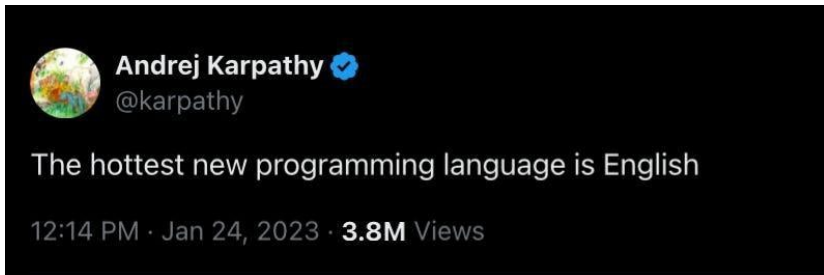 Andrej Karpathy
@karpathy
The hottest new programming language is English
12:14 PM · Jan 24, 2023 · 3.8M Views